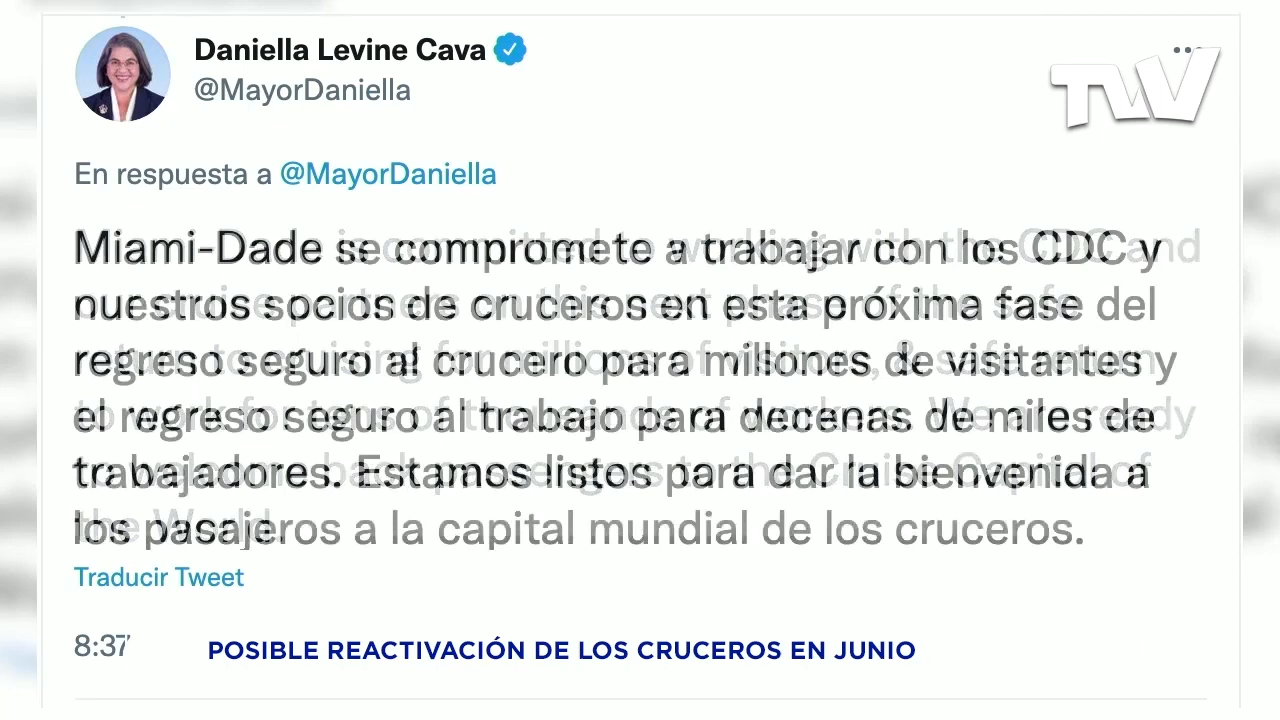 Daniella Levine Cava
@MayorDaniella
TVV
En respuesta a @MayorDaniella
Miami-Dade se compromete a trabajar con los CDC y
nuestros socios de cruceros en esta próxima fase del
regreso seguro al crucero para millones de visitantes y
el regreso seguro al trabajo para decenas de miles de
trabajadores. Estamos listos para dar la bienvenida a
los pasajeros a la capital mundial de los cruceros.
Traducir Tweet
8:37
POSIBLE REACTIVACIÓN DE LOS CRUCEROS EN JUNIO